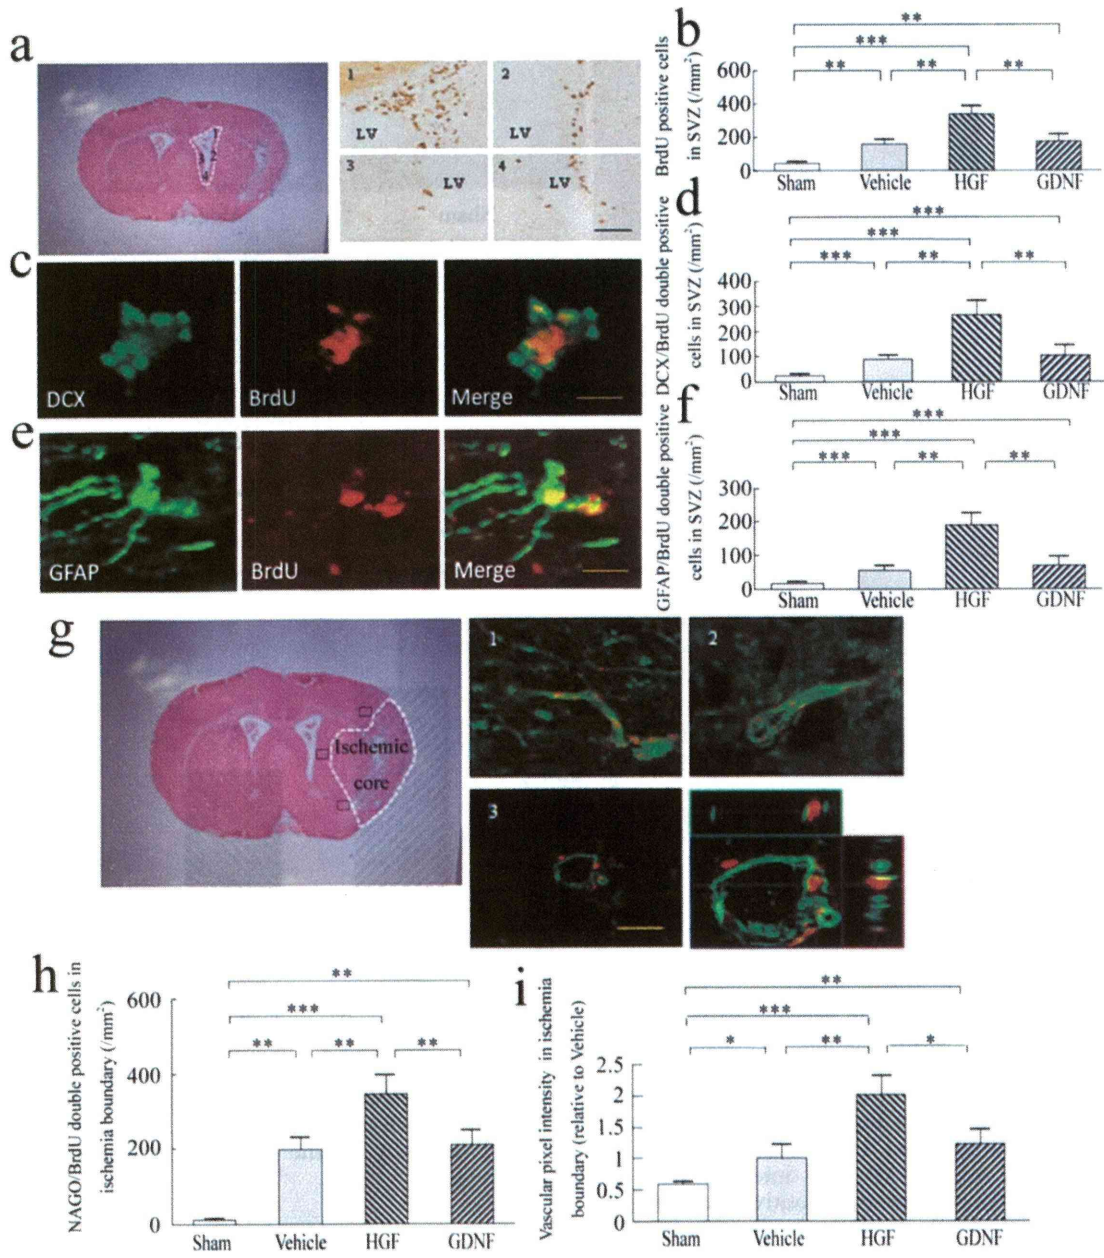 a
1
2
3
4
1
LV
2
LV
3
LV
4
LV
b
BrdU positive cells
in SVZ (/mm²)
600
400
200
0
**
***
** ** **
Sham Vehicle HGF GDNF
c
DCX
BrdU
Merge
d
DCX/BrdU double positive
cells in SVZ (/mm²)
400
300
200
100
0
***
***
*** ** **
Sham Vehicle HGF GDNF
e
GFAP
BrdU
Merge
f
GFAP/BrdU double positive
cells in SVZ (/mm²)
300
200
100
0
***
***
*** ** **
Sham Vehicle HGF GDNF
g
Ischemic
core
1
2
3
h
NAGO/BrdU double positive cells in
ischemia boundary (/mm²)
600
400
200
0
**
***
** ** **
Sham Vehicle HGF GDNF
i
Vascular pixel intensity in ischemia
boundary (relative to Vehicle)
2.5
2
1.5
1
0.5
0
**
***
* ** *
Sham Vehicle HGF GDNF